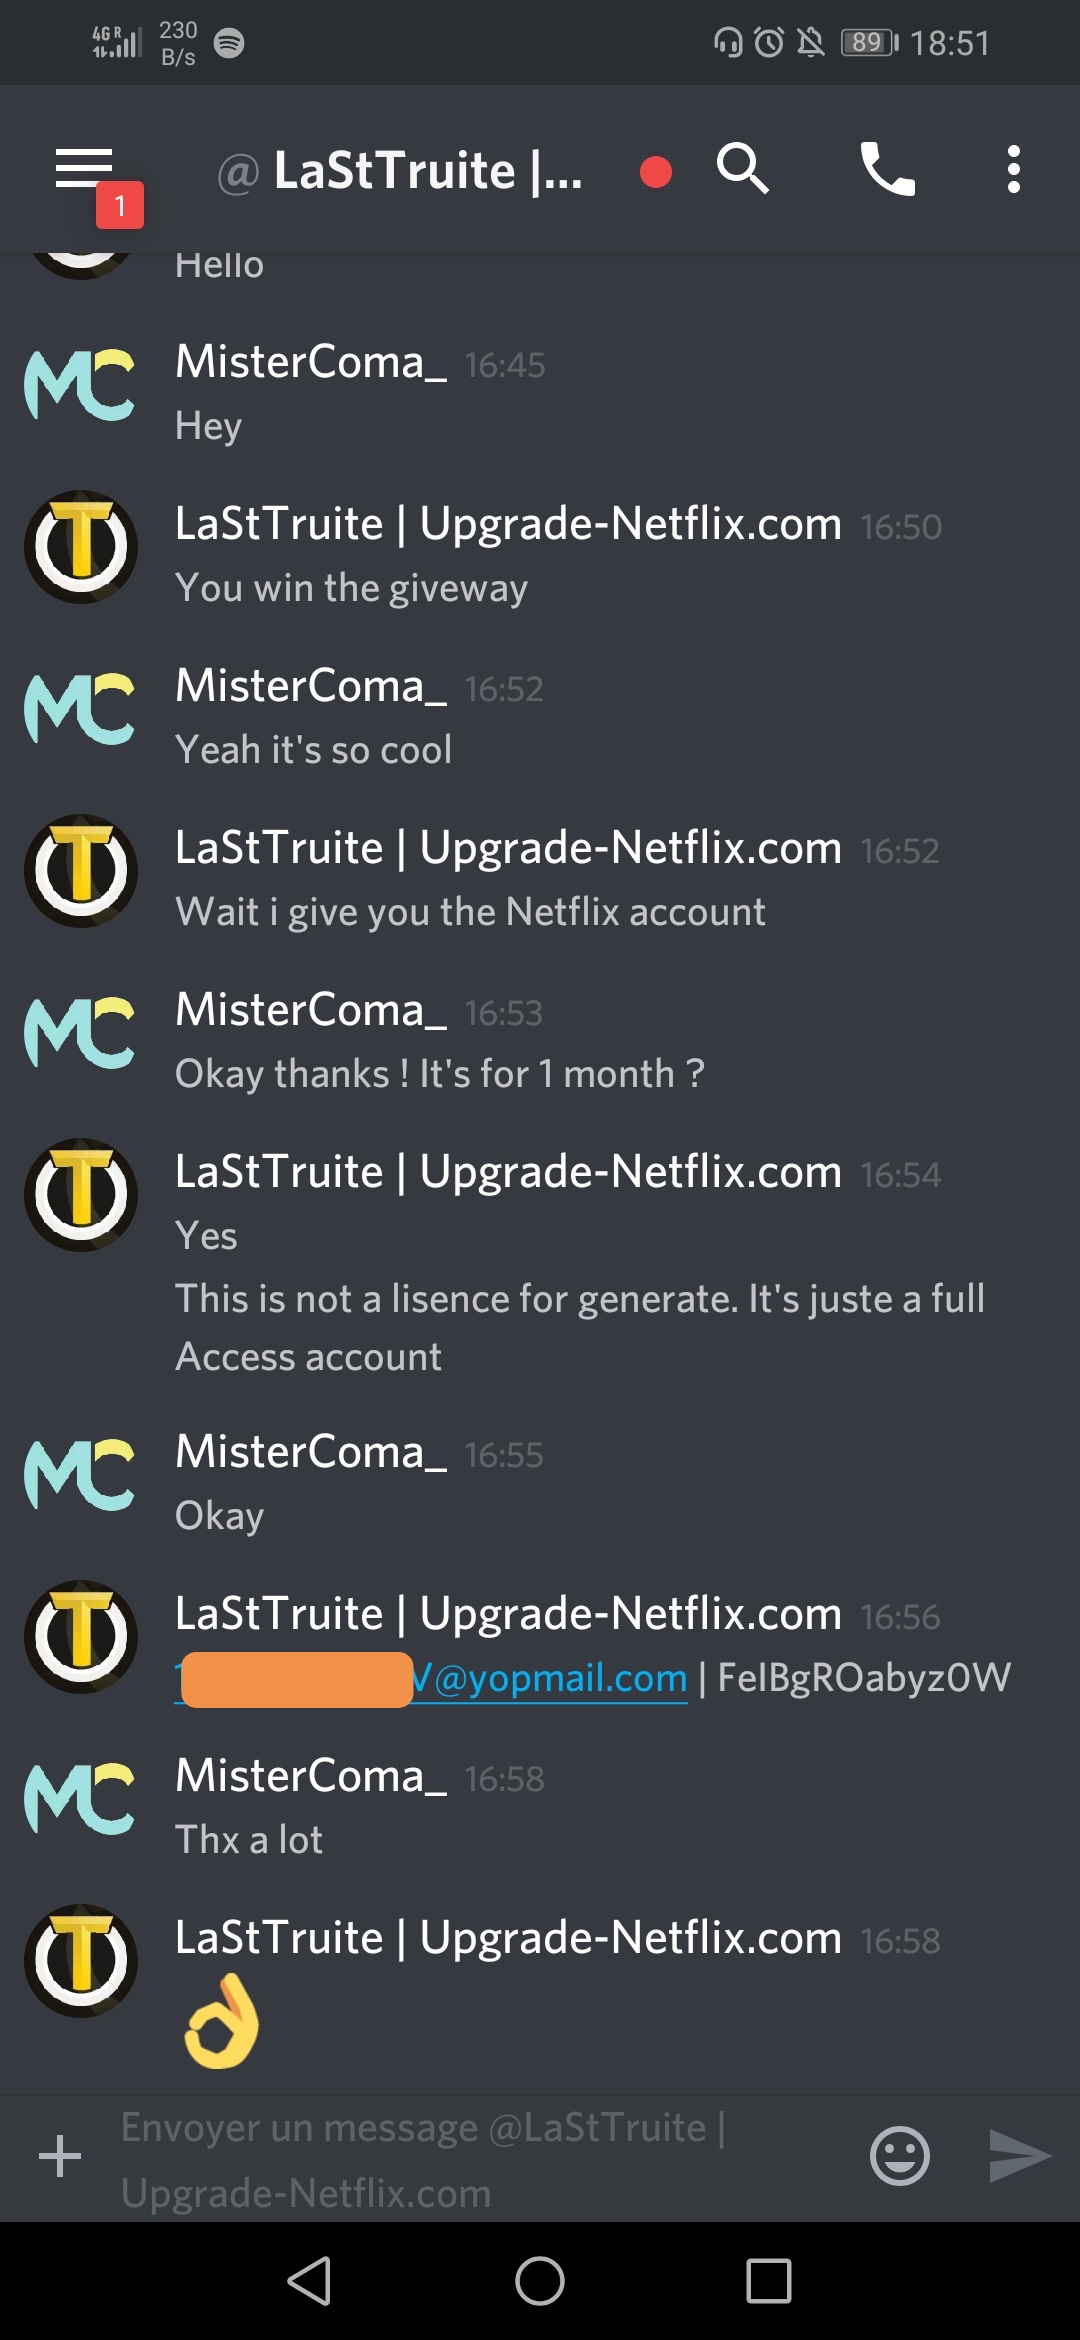 4G R
230
B/s
89
18:51
1
@ LaStTruite |...
Hello
MisterComa_ 16:45
Hey
LaStTruite | Upgrade-Netflix.com 16:50
You win the giveway
MisterComa_ 16:52
Yeah it's so cool
LaStTruite | Upgrade-Netflix.com 16:52
Wait i give you the Netflix account
MisterComa_ 16:53
Okay thanks ! It's for 1 month ?
LaStTruite | Upgrade-Netflix.com 16:54
Yes
This is not a lisence for generate. It's juste a full
Access account
MisterComa_ 16:55
Okay
LaStTruite | Upgrade-Netflix.com 16:56
V@yopmail.com | FeIBgROabyz0W
MisterComa_ 16:58
Thx a lot
LaStTruite | Upgrade-Netflix.com 16:58
Envoyer un message @LaStTruite |
Upgrade-Netflix.com